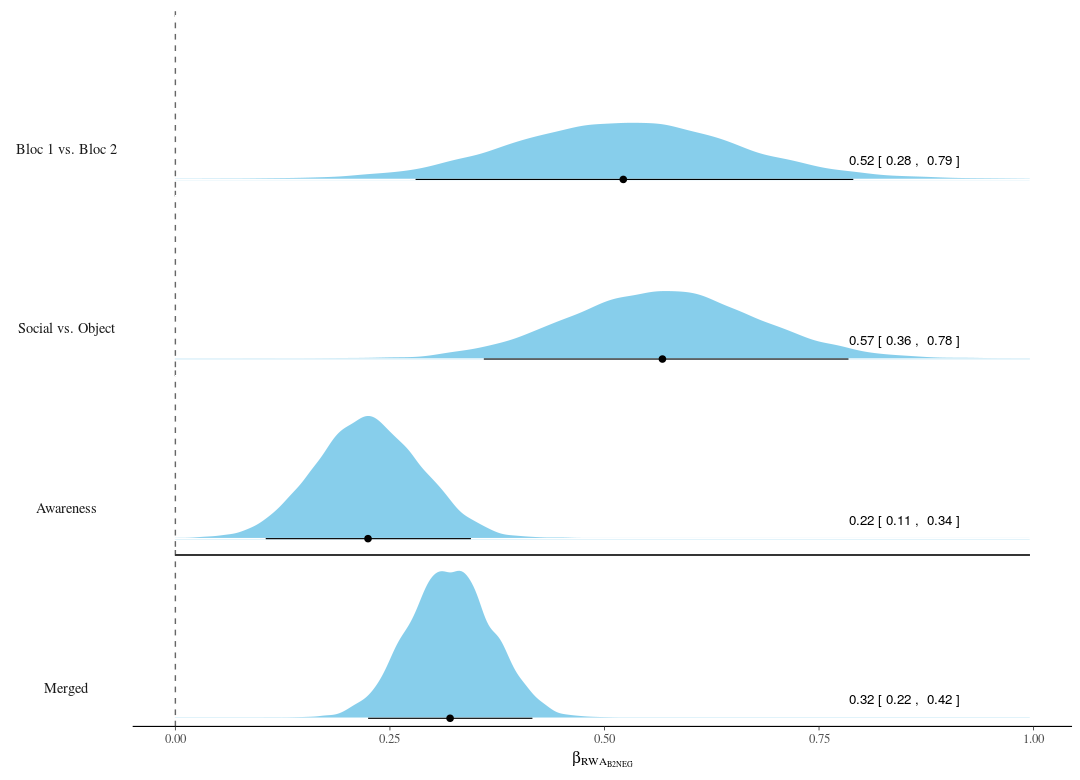 Bloc 1 vs. Bloc 2
0.52 [ 0.28 , 0.79 ]
Social vs. Object
0.57 [ 0.36 , 0.78 ]
Awareness
0.22 [ 0.11 , 0.34 ]
Merged
0.32 [ 0.22 , 0.42 ]
0.00 0.25 0.50 0.75 1.00
βRWAB2NEG